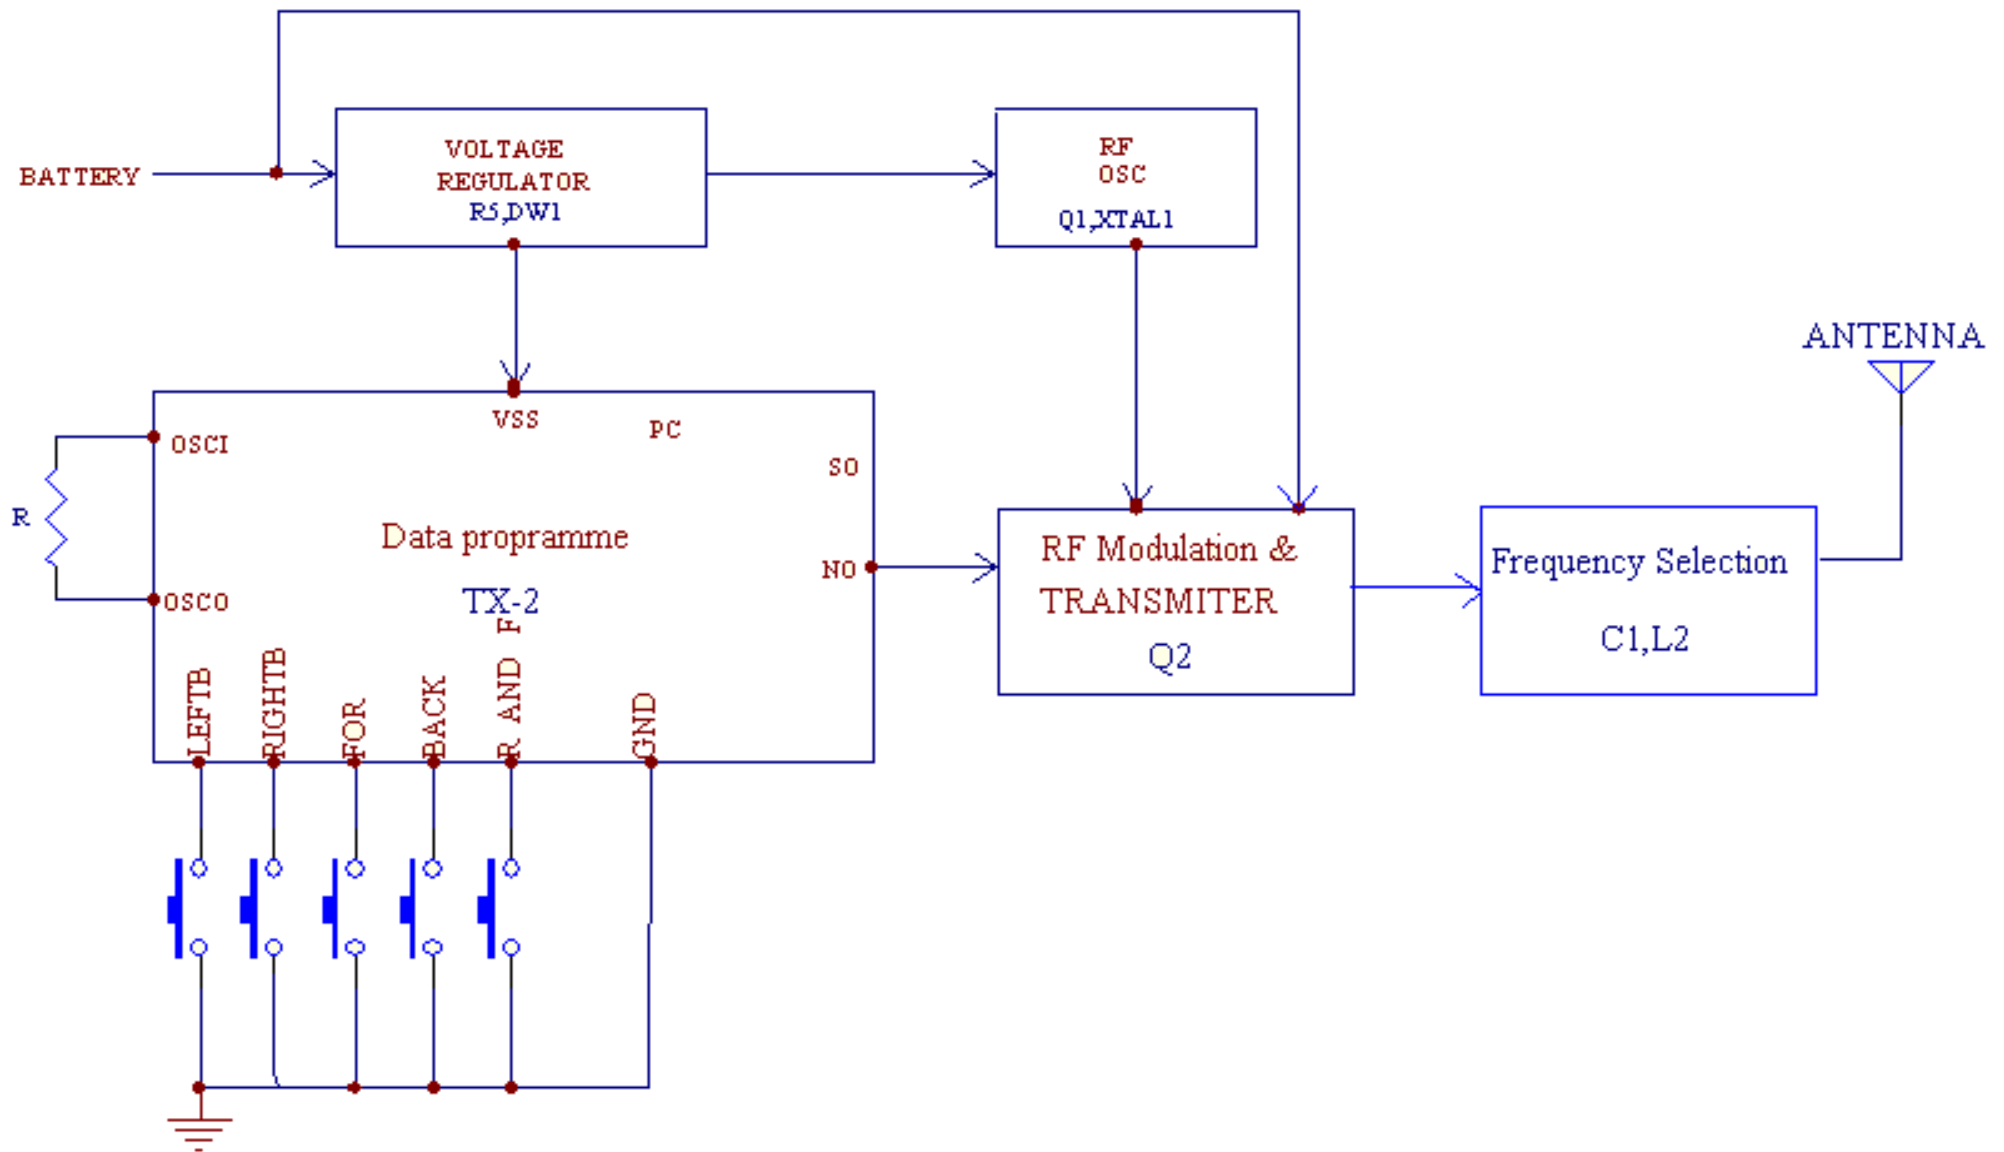 BATTERY
VOLTAGE
REGULATOR
R5,DW1
RF
OSC
Q1,XTAL1
ANTENNA
VSS
PC
OSCI
SO
R
Data propramme
NO
TX-2
OSCO
LEFTB
RIGHTB
FOR
BACK
R AND F
GND
RF Modulation &
TRANSMITER
Q2
Frequency Selection
C1,L2